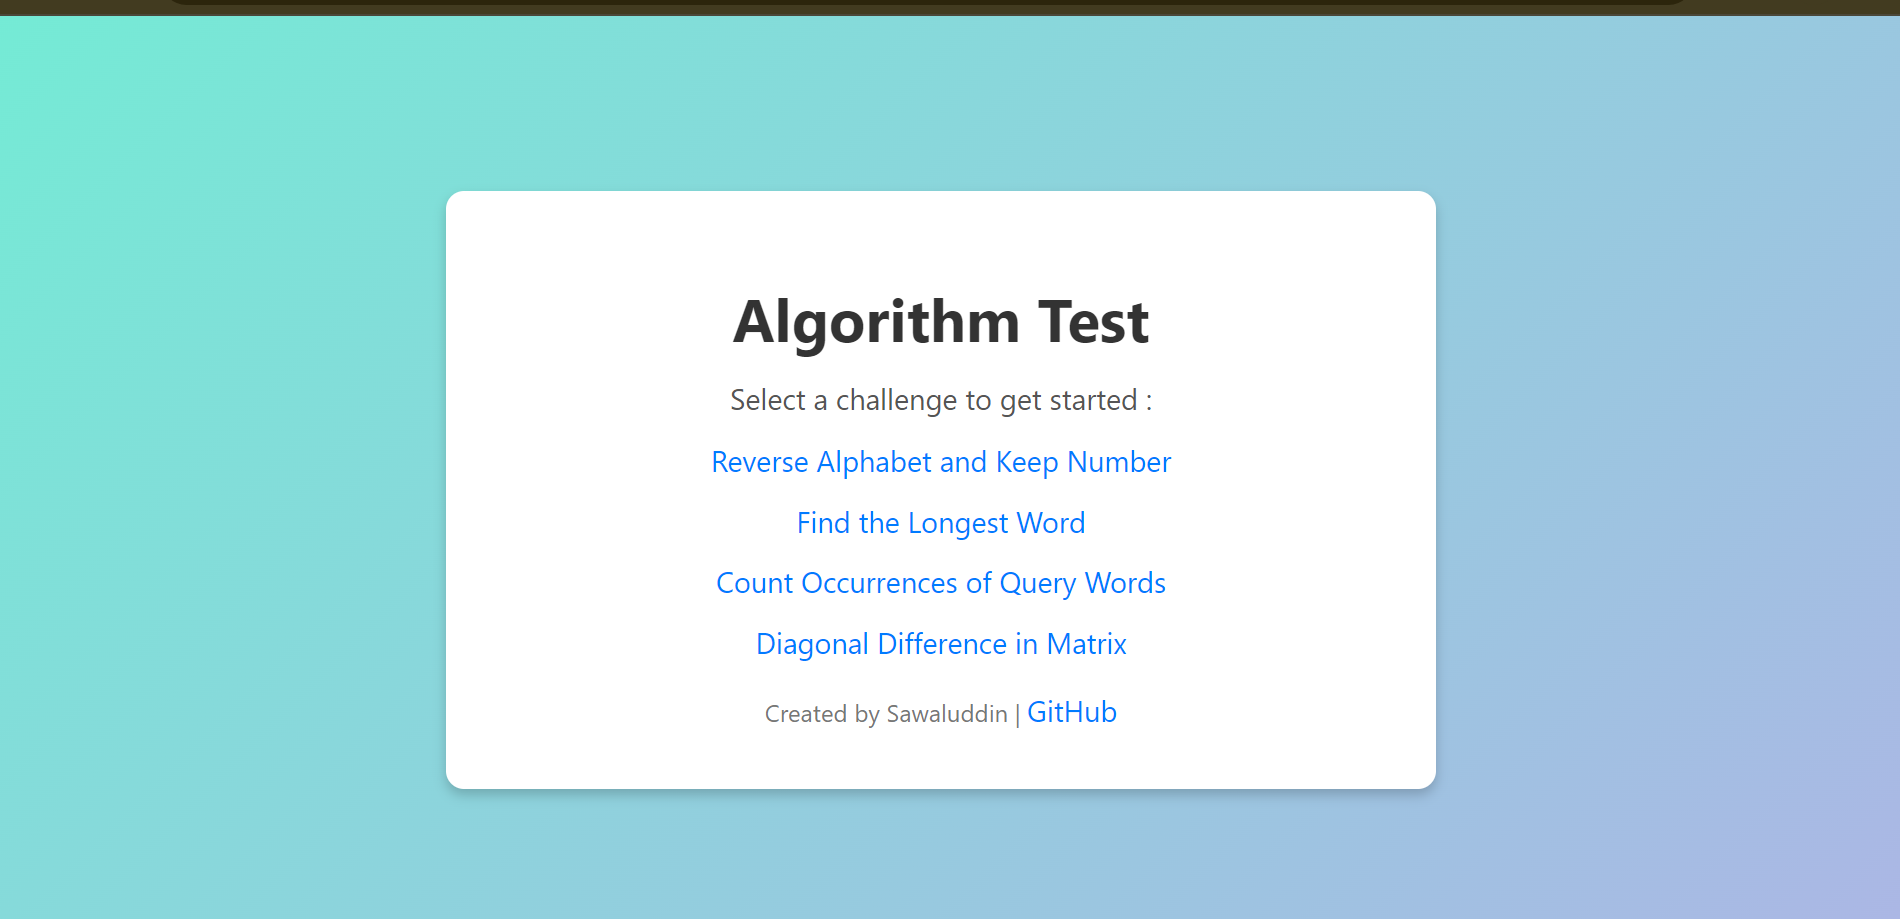 Algorithm Test
Select a challenge to get started :
Reverse Alphabet and Keep Number
Find the Longest Word
Count Occurrences of Query Words
Diagonal Difference in Matrix
Created by Sawaluddin | GitHub